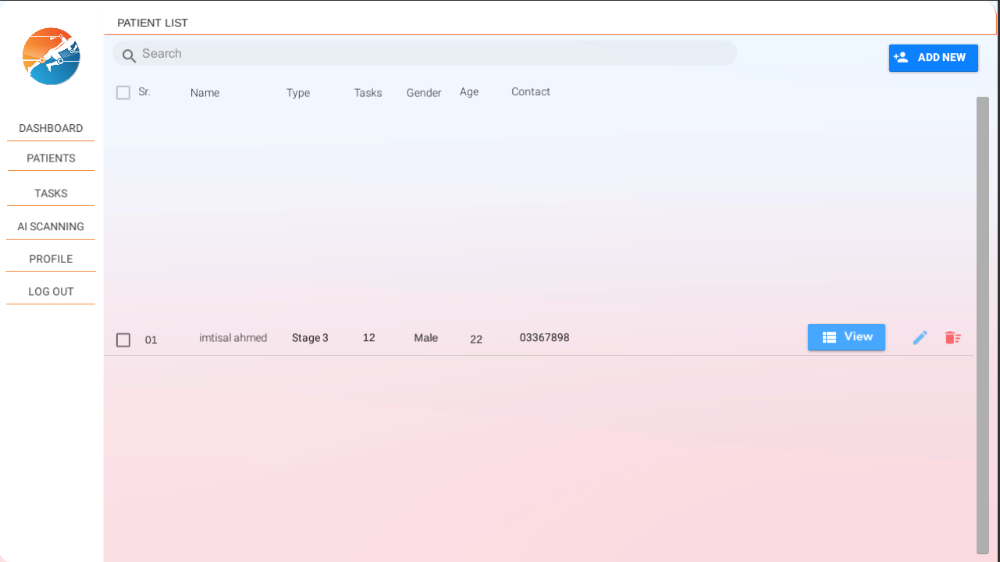 PATIENT LIST
Search
ADD NEW
Sr. Name Type Tasks Gender Age Contact
DASHBOARD
PATIENTS
TASKS
AI SCANNING
PROFILE
LOG OUT
01 imtisal ahmed Stage 3 12 Male 22 03367898 View